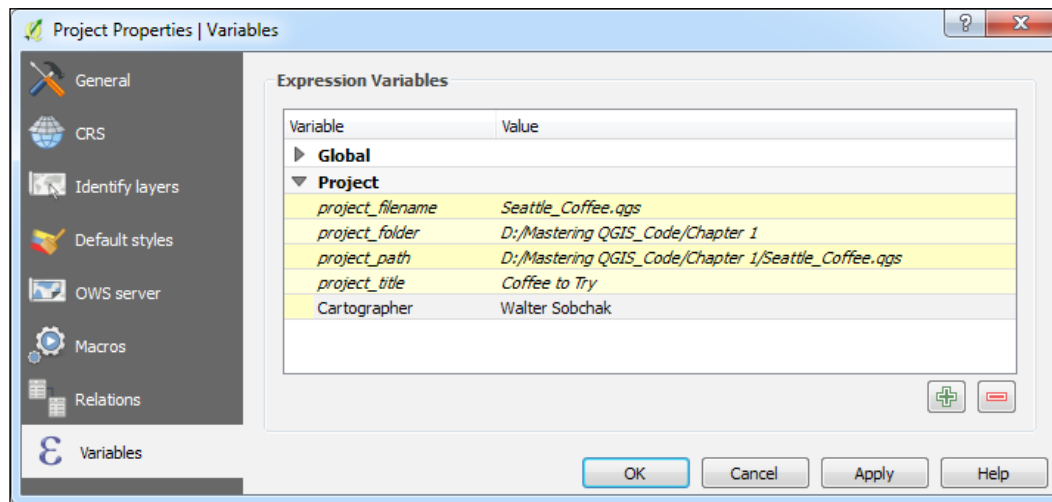 Project Properties | Variables
General
CRS
Identify layers
Default styles
OWS server
Macros
Relations
Variables
Expression Variables
Variable Value
Global
Project
project_filename Seattle_Coffee.qgs
project_folder D:/Mastering QGIS_Code/Chapter 1
project_path D:/Mastering QGIS_Code/Chapter 1/Seattle_Coffee.qgs
project_title Coffee to Try
Cartographer Walter Sobchak
OK Cancel Apply Help